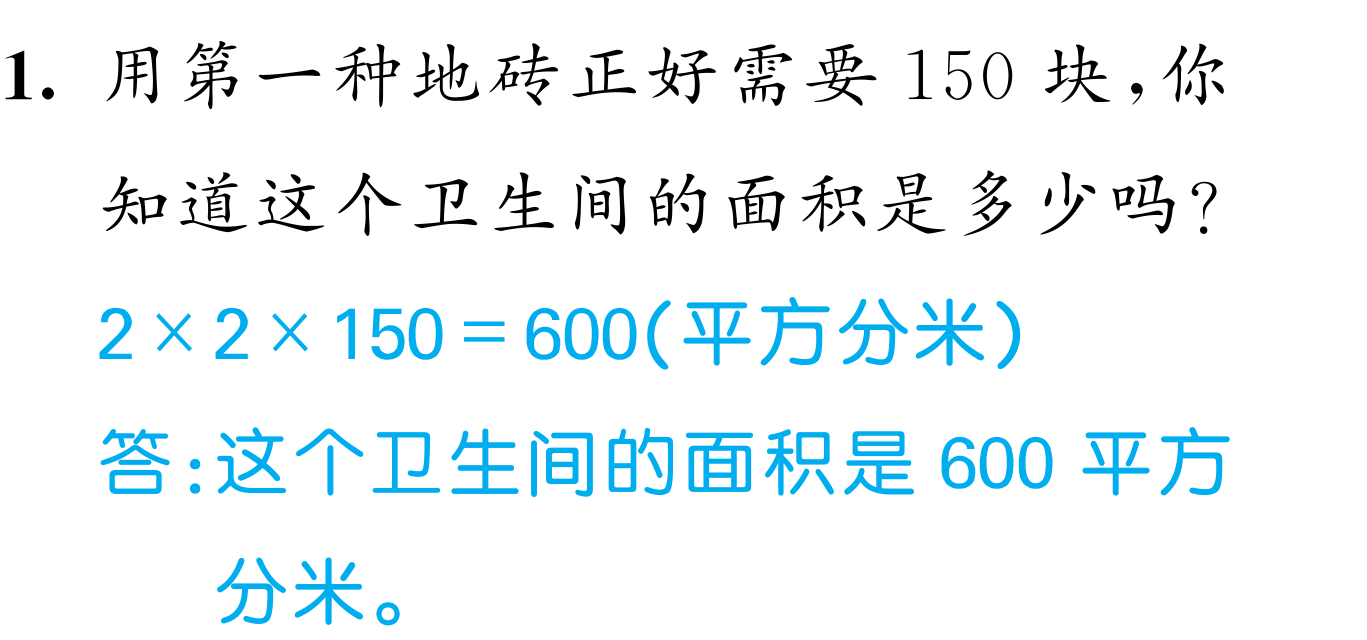 1. 用第一种地砖正好需要 150 块,你
知道这个卫生间的面积是多少吗?
2×2×150=600(平方分米)
答:这个卫生间的面积是 600 平方
分米。